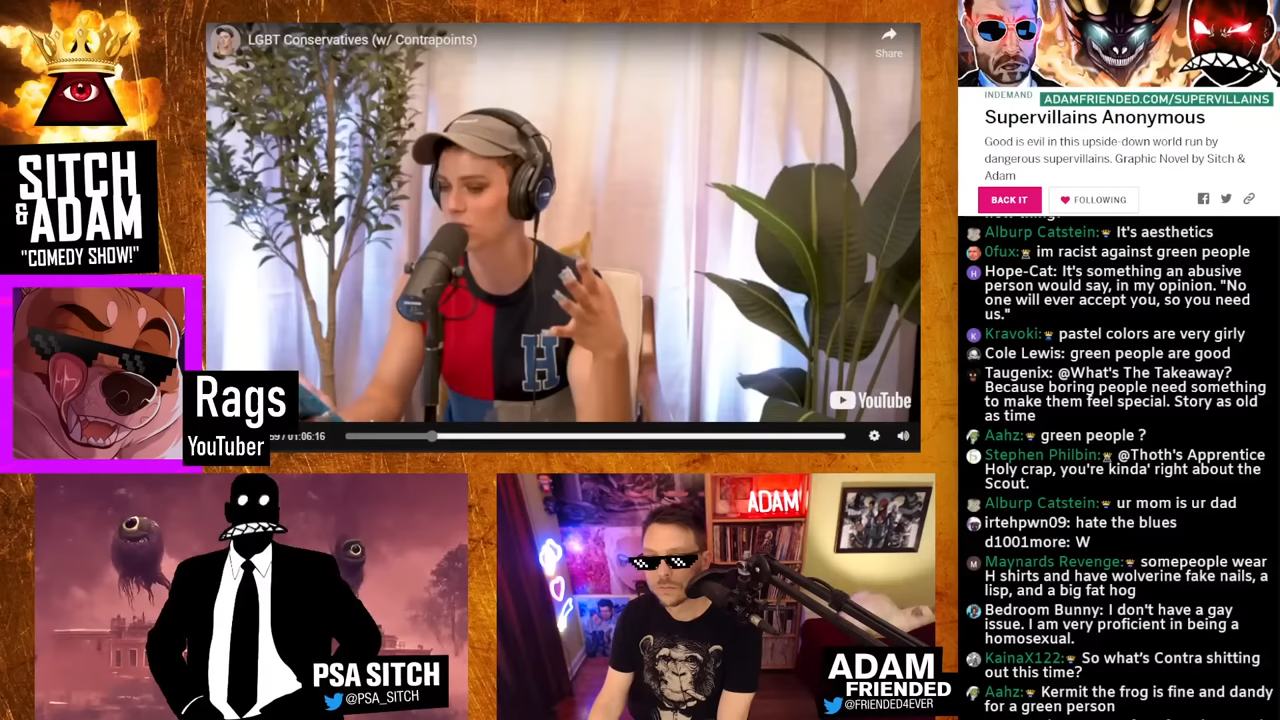 SITCH
& ADAM
"COMEDY SHOW!"
LGBT Conservatives (w/ Contrapoints)
Share
H
YouTube
/ 01:06:16
Rags
YouTuber
PSA SITCH
@PSA_SITCH
ADAM
ADAM
FRIENDED
@FRIENDED4EVER
INDEMAND
ADAMFRIENDED.COM/SUPERVILLAINS
Supervillains Anonymous
Good is evil in this upside-down world run by
dangerous supervillains. Graphic Novel by Sitch &
Adam
BACK IT
FOLLOWING
Alburp Catstein: It's aesthetics
0fux: im racist against green people
Hope-Cat: It's something an abusive
person would say, in my opinion. "No
one will ever accept you, so you need
us."
Kravoki: pastel colors are very girly
Cole Lewis: green people are good
Taugenix: @What's The Takeaway?
Because boring people need something
to make them feel special. Story as old
as time
Aahz: green people ?
Stephen Philbin: @Thoth's Apprentice
Holy crap, you're kinda' right about the
Scout.
Alburp Catstein: ur mom is ur dad
irtehpwn09: hate the blues
d1001more: W
Maynards Revenge: somepeople wear
H shirts and have wolverine fake nails, a
lisp, and a big fat hog
Bedroom Bunny: I don't have a gay
issue. I am very proficient in being a
homosexual.
KainaX122: So what's Contra shitting
out this time?
Aahz: Kermit the frog is fine and dandy
for a green person